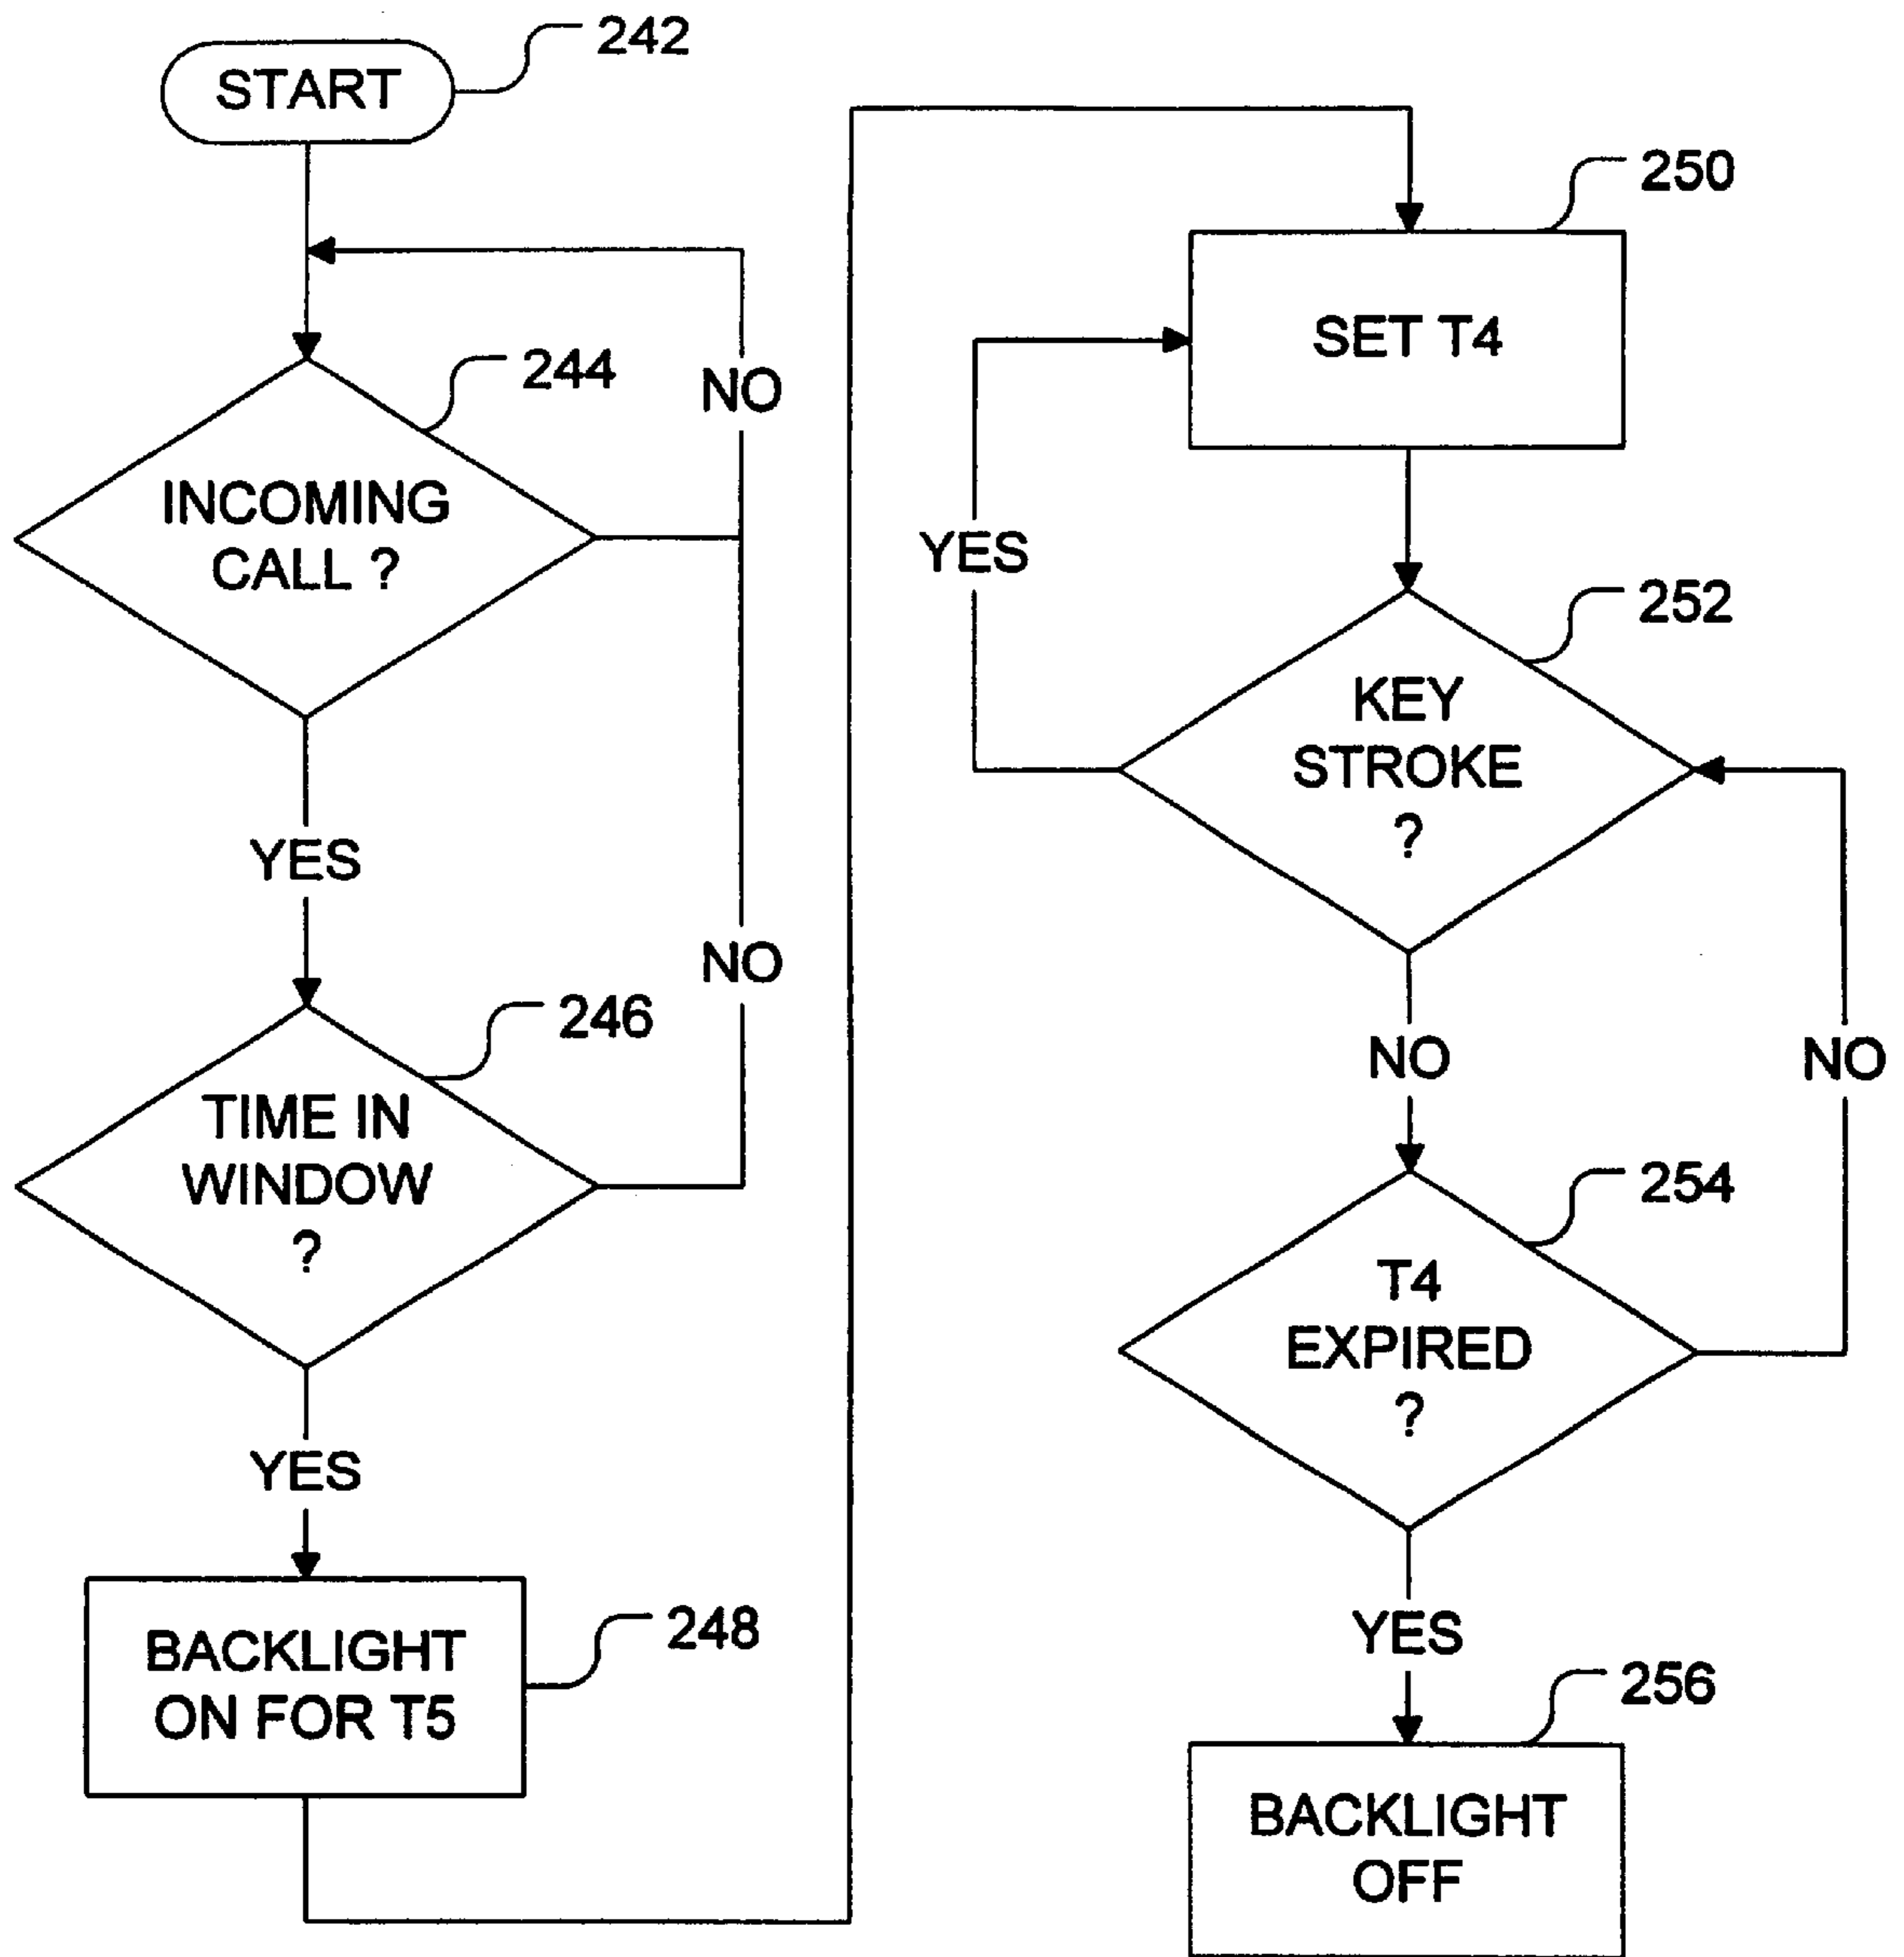 242
START
244
NO
INCOMING
CALL ?
YES
NO
246
TIME IN
WINDOW
?
YES
248
BACKLIGHT
ON FOR T5
250
SET T4
YES
252
KEY
STROKE
?
NO
NO
254
T4
EXPIRED
?
YES
256
BACKLIGHT
OFF